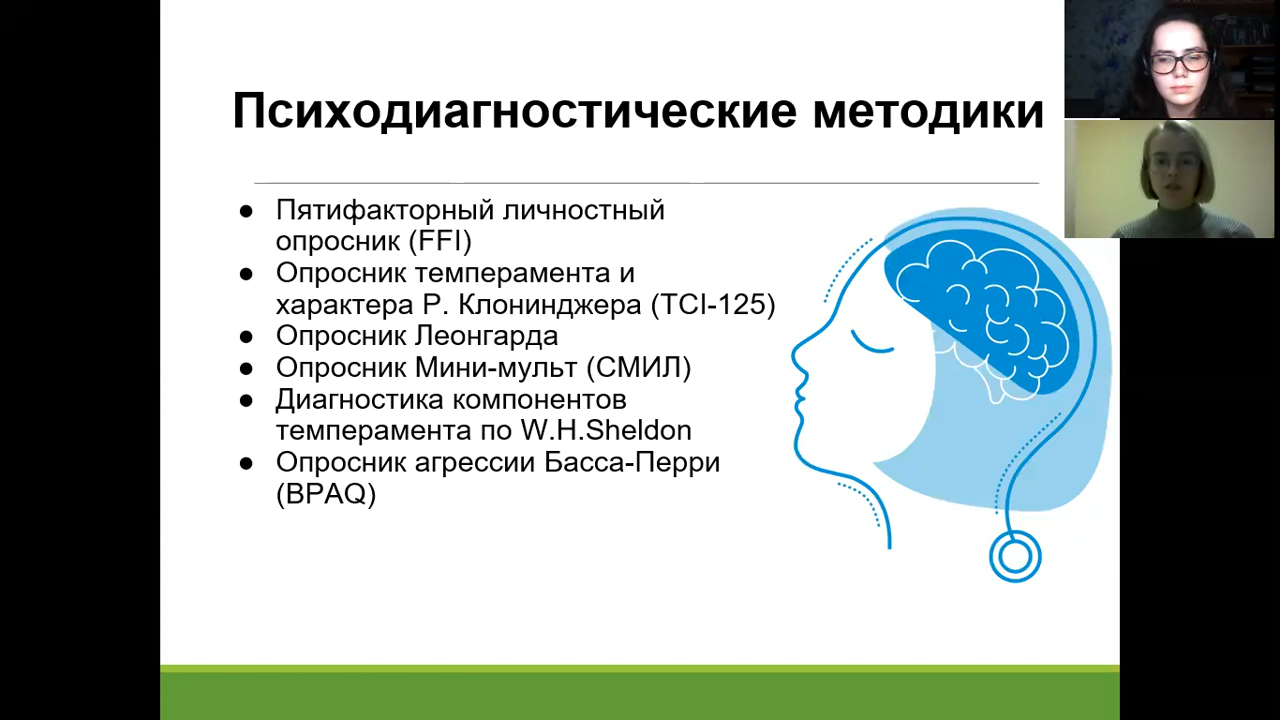 Психодиагностические методики
● Пятифакторный личностный
опросник (FFI)
● Опросник темперамента и
характера Р. Клонинджера (TCI-125)
● Опросник Леонгарда
● Опросник Мини-мульт (СМИЛ)
● Диагностика компонентов
темперамента по W.H.Sheldon
● Опросник агрессии Басса-Перри
(BPAQ)